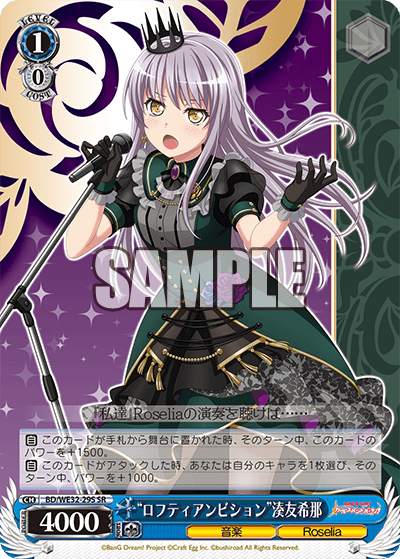 LEVEL
1
0
COST
SAMPLE
「私達」Roseliaの演奏を聴けば……
自 このカードが手札から舞台に置かれた時、そのターン中、このカードの
パワーを+1500。
自 このカードがアタックした時、あなたは自分のキャラを1枚選び、そのター
ン中、パワーを+1000。
CH BD/WE32-29S SR
4000
"ロフティアンビション"湊友希那
音楽
Roselia
©BanG Dream! Project ©Craft Egg Inc. ©bushiroad All Rights Reserved.